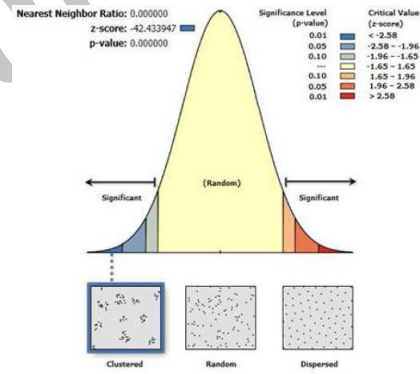 Nearest Neighbor Ratio: 0.000000
z-score: -42.433947
p-value: 0.000000
Significance Level
(p-value)
Critical Value
(z-score)
0.01 < -2.58
0.05 -2.58 - -1.96
0.10 -1.96 - -1.65
--- -1.65 - 1.65
0.10 1.65 - 1.96
0.05 1.96 - 2.58
0.01 > 2.58
(Random)
Significant
Significant
Clustered
Random
Dispersed